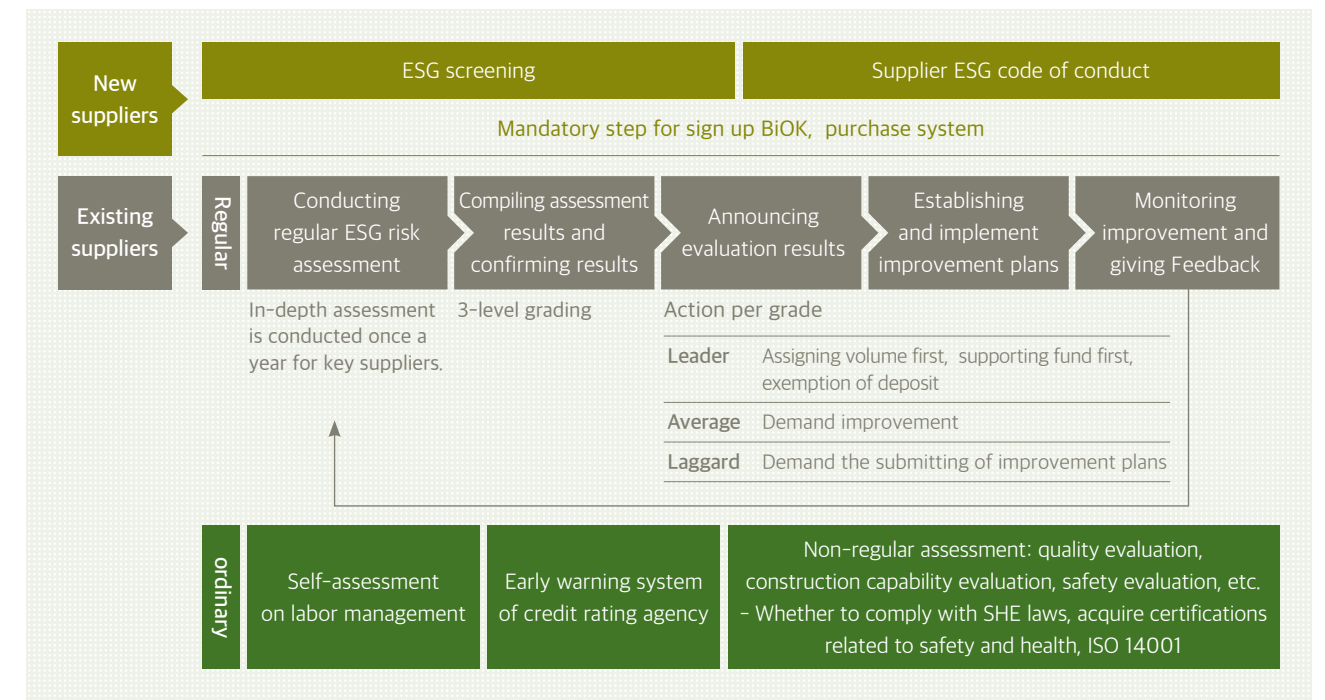 New
suppliers
ESG screening
Supplier ESG code of conduct
Mandatory step for sign up BiOK, purchase system
Existing
suppliers
Regular
Conducting
regular ESG risk
assessment
Compiling assessment
results and
confirming results
Announcing
evaluation results
Establishing
and implement
improvement plans
Monitoring
improvement and
giving Feedback
In-depth assessment
is conducted once a
year for key suppliers.
3-level grading
Action per grade
Leader Assigning volume first, supporting fund first,
exemption of deposit
Average Demand improvement
Laggard Demand the submitting of improvement plans
ordinary
Self-assessment
on labor management
Early warning system
of credit rating agency
Non-regular assessment: quality evaluation,
construction capability evaluation, safety evaluation, etc.
- Whether to comply with SHE laws, acquire certifications
related to safety and health, ISO 14001